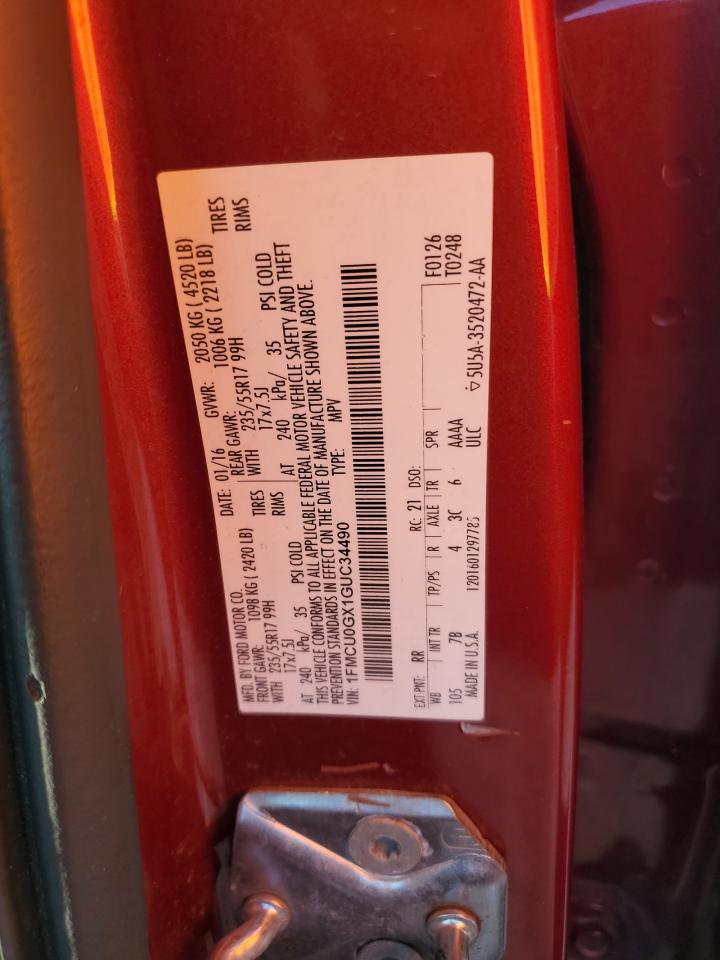 MFD. BY FORD MOTOR CO.
DATE: 01/16 GVWR: 2050 KG ( 4520 LB)
FRONT GAWR: 1098 KG ( 2420 LB) REAR GAWR: 1006 KG ( 2218 LB)
WITH 235/55R17 99H TIRES WITH 235/55R17 99H TIRES
17x7.5J RIMS 17x7.5J RIMS
AT 240 kPa/ 35 PSI COLD AT 240 kPa/ 35 PSI COLD
THIS VEHICLE CONFORMS TO ALL APPLICABLE FEDERAL MOTOR VEHICLE SAFETY AND THEFT
PREVENTION STANDARDS IN EFFECT ON THE DATE OF MANUFACTURE SHOWN ABOVE.
VIN: 1FMCU0GX1GUC34490 TYPE: MPV
F0126
T0248
EXT PNT: RR RC: 21 DSO:
WB INT TR TP/PS R AXLE TR SPR
105 7B 4 3C 6 AAAA
MADE IN U.S.A. 1201601297785 ULC 5U5A-3520472-AA